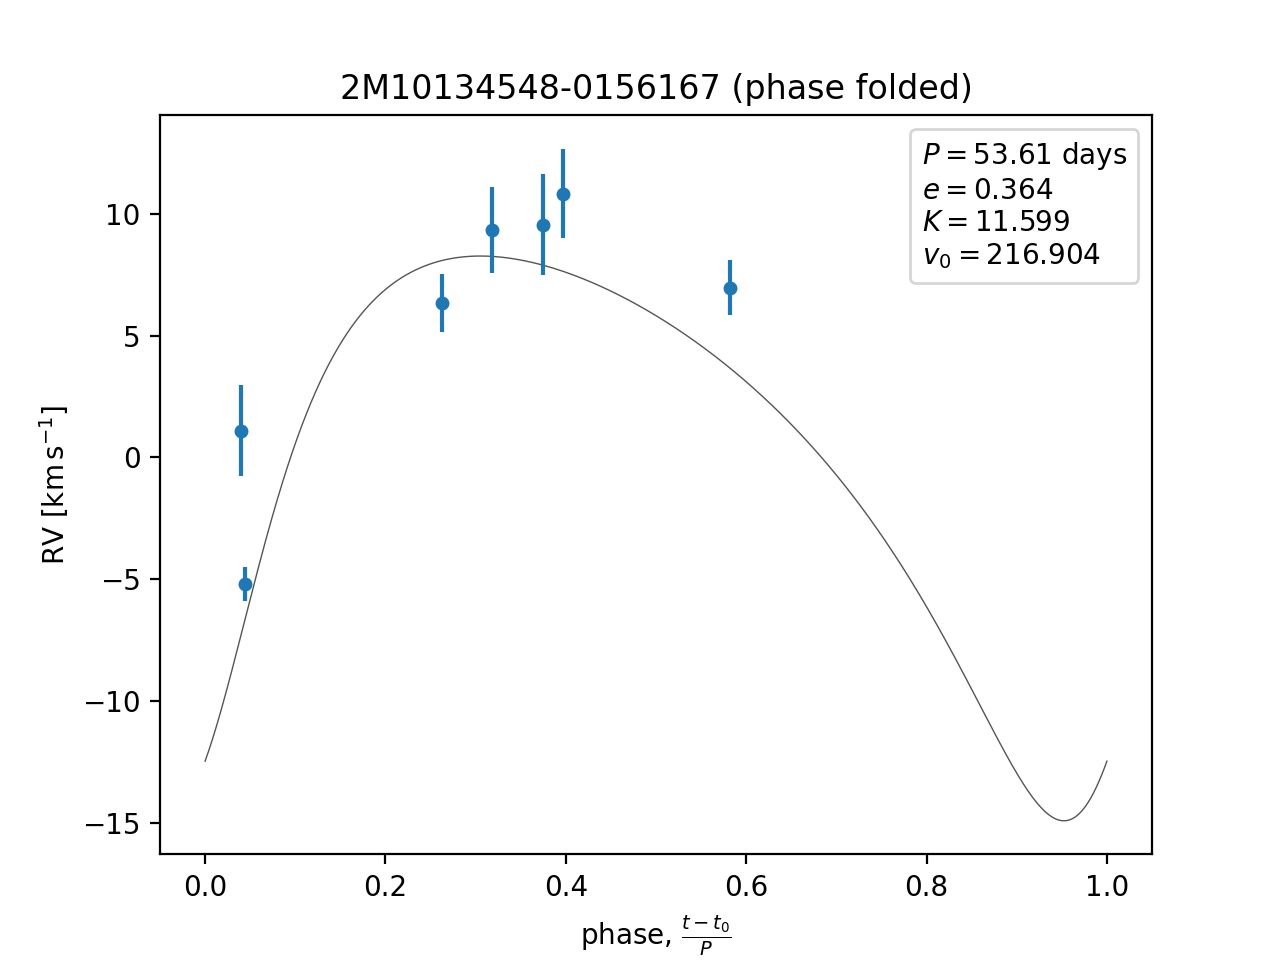 2M10134548-0156167 (phase folded)
P = 53.61 days
e = 0.364
K = 11.599
v₀ = 216.904
RV [km s⁻¹]
10
5
0
−5
−10
−15
0.0 0.2 0.4 0.6 0.8 1.0
phase, (t − t₀)/P